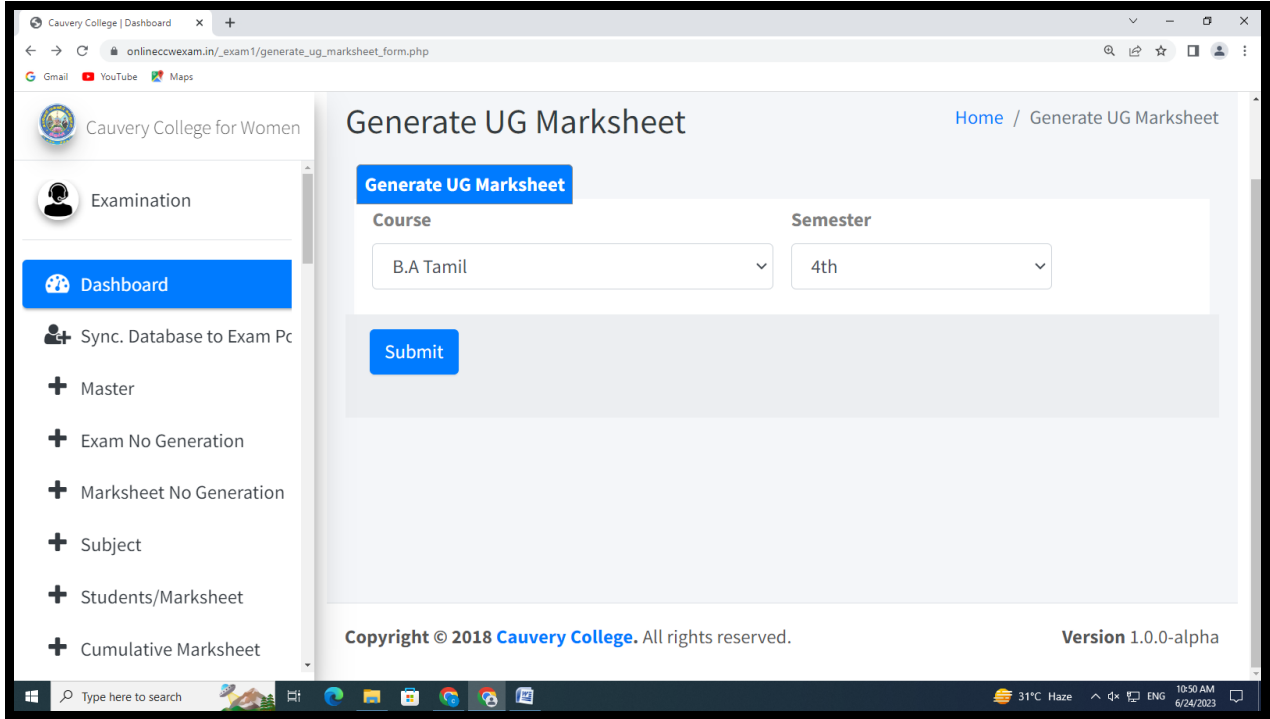 Cauvery College | Dashboard
onlineccwexam.in/_exam1/generate_ug_marksheet_form.php
Gmail YouTube Maps
Cauvery College for Women
Examination
Dashboard
Sync. Database to Exam Po
Master
Exam No Generation
Marksheet No Generation
Subject
Students/Marksheet
Cumulative Marksheet
Generate UG Marksheet
Home / Generate UG Marksheet
Generate UG Marksheet
Course Semester
B.A Tamil 4th
Submit
Copyright © 2018 Cauvery College. All rights reserved.
Version 1.0.0-alpha
Type here to search
31°C Haze
ENG
10:50 AM
6/24/2023